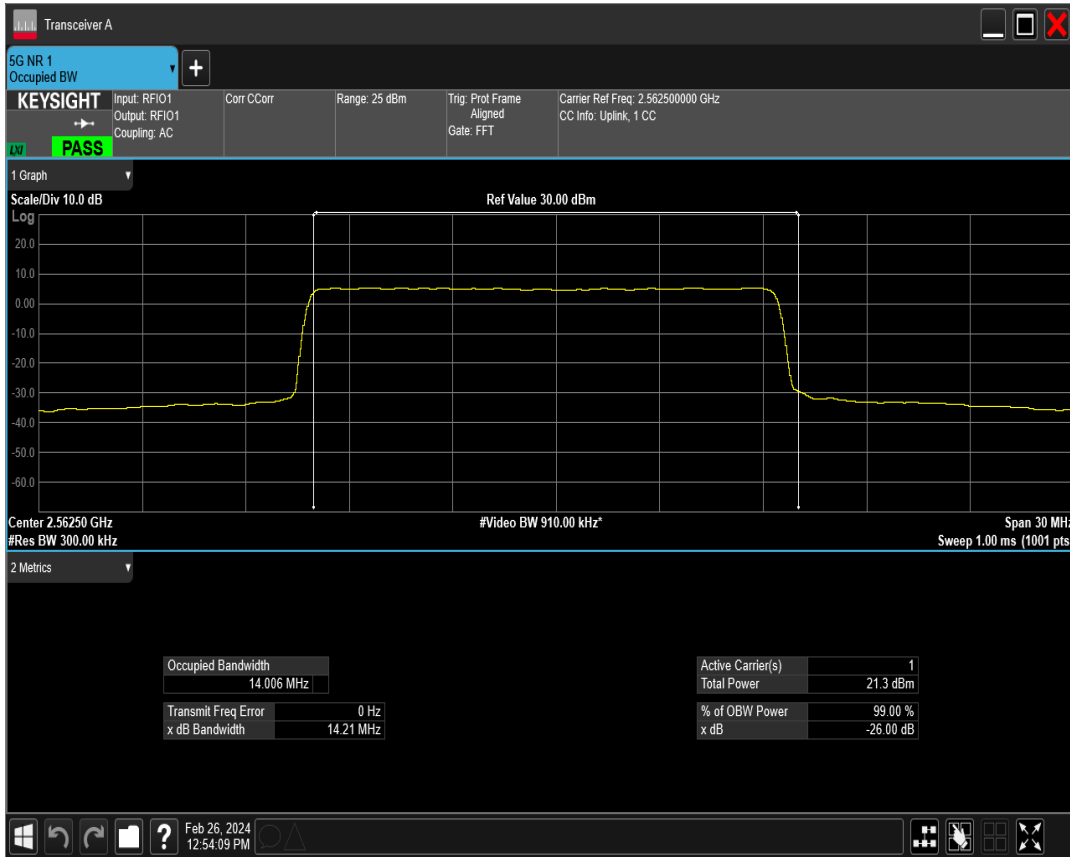 Transceiver A
5G NR 1
Occupied BW
KEYSIGHT
LXI
PASS
Input: RFIO1
Output: RFIO1
Coupling: AC
Corr CCorr
Range: 25 dBm
Trig: Prot Frame
Aligned
Gate: FFT
Carrier Ref Freq: 2.562500000 GHz
CC Info: Uplink, 1 CC
1 Graph
Scale/Div 10.0 dB
Ref Value 30.00 dBm
Log
20.0
10.0
0.00
-10.0
-20.0
-30.0
-40.0
-50.0
-60.0
Center 2.56250 GHz
#Video BW 910.00 kHz*
Span 30 MHz
#Res BW 300.00 kHz
Sweep 1.00 ms (1001 pts
2 Metrics
Occupied Bandwidth
14.006 MHz
Transmit Freq Error 0 Hz
x dB Bandwidth 14.21 MHz
Active Carrier(s) 1
Total Power 21.3 dBm
% of OBW Power 99.00 %
x dB -26.00 dB
?
Feb 26, 2024
12:54:09 PM